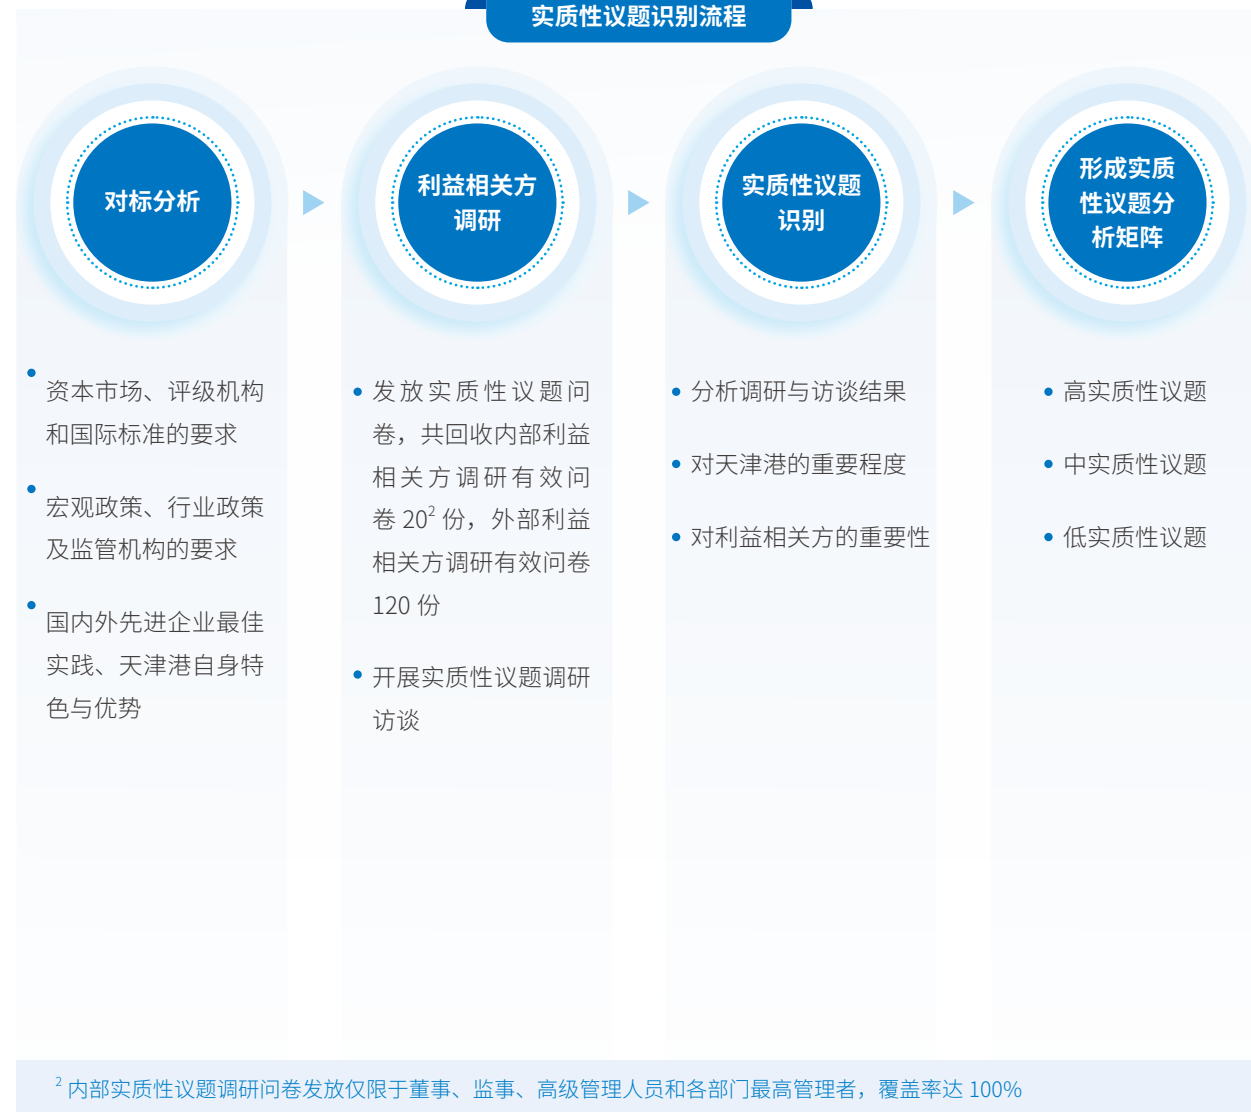 实质性议题识别流程
对标分析
利益相关方
调研
实质性议题
识别
形成实质
性议题分
析矩阵
资本市场、评级机构
和国际标准的要求
宏观政策、行业政策
及监管机构的要求
国内外先进企业最佳
实践、天津港自身特
色与优势
发放实质性议题问
卷，共回收内部利益
相关方调研有效问
卷 20² 份，外部利益
相关方调研有效问卷
120 份
开展实质性议题调研
访谈
分析调研与访谈结果
对天津港的重要程度
对利益相关方的重要性
高实质性议题
中实质性议题
低实质性议题
² 内部实质性议题调研问卷发放仅限于董事、监事、高级管理人员和各部门最高管理者，覆盖率达 100%